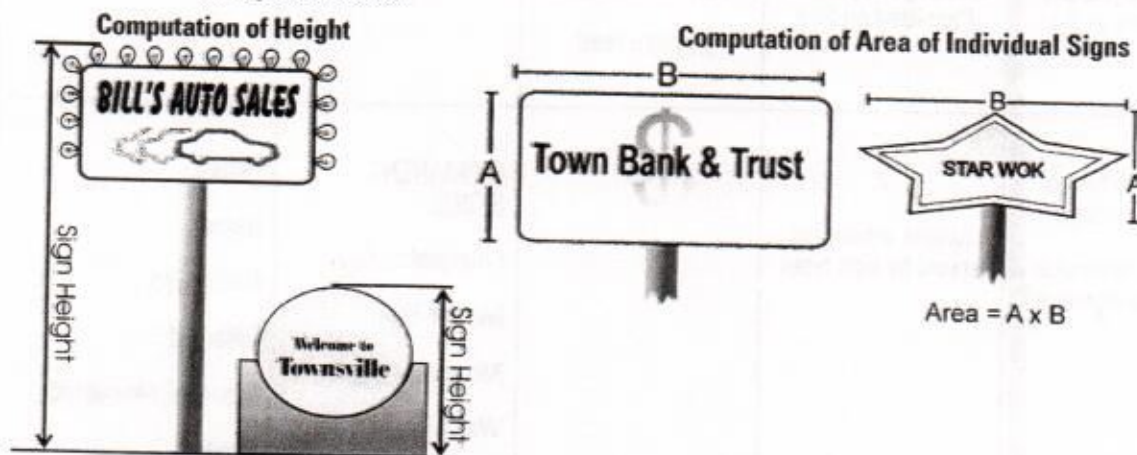 Computation of Height
BILL'S AUTO SALES
Sign Height
Welcome to
Townsville
Sign Height
Computation of Area of Individual Signs
B
A
$
Town Bank & Trust
B
STAR WOK
A
Area = A x B